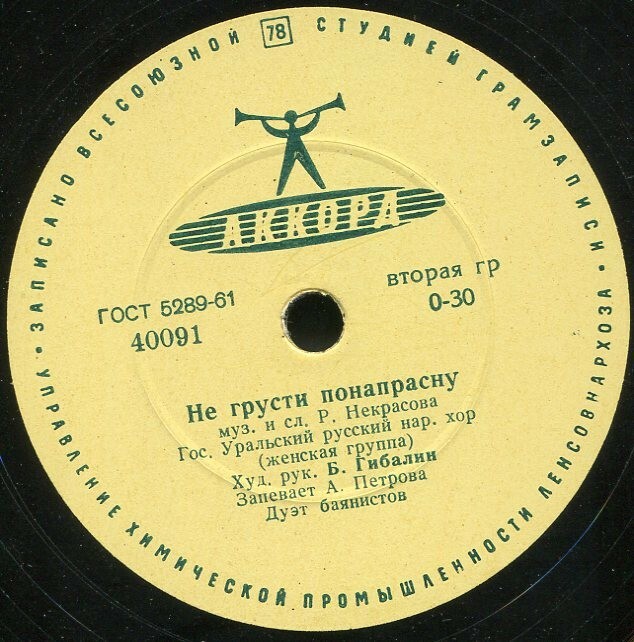 ЗАПИСАНО ВСЕСОЮЗНОЙ 78 СТУДИЕЙ ГРАМЗАПИСИ
АККОРД
ГОСТ 5289-61
40091
вторая гр
0-30
Не грусти понапрасну
муз. и сл. Р. Некрасова
Гос. Уральский русский нар. хор
(женская группа)
Худ. рук. Б. Гибалин
Запевает А. Петрова
Дуэт баянистов
УПРАВЛЕНИЕ ХИМИЧЕСКОЙ ПРОМЫШЛЕННОСТИ ЛЕНСОВНАРХОЗА